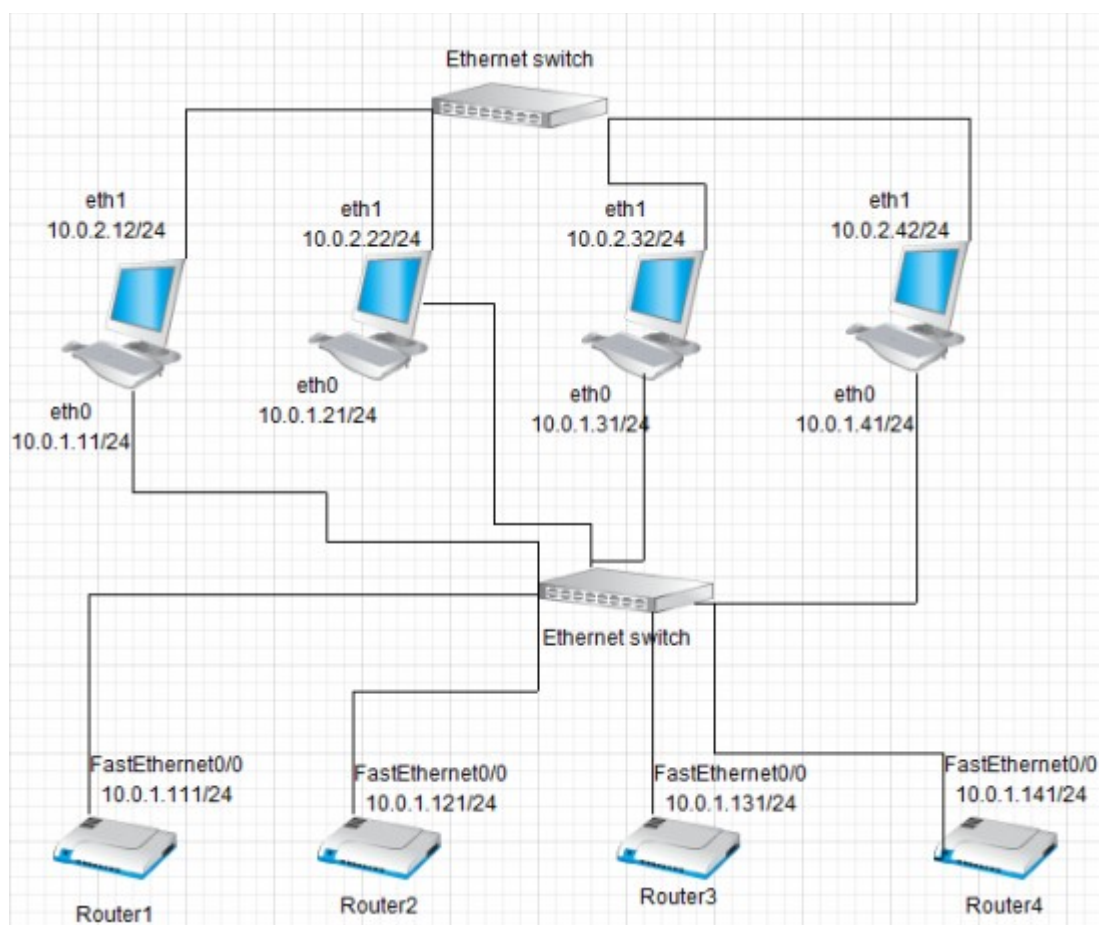 Ethernet switch
eth1
10.0.2.12/24
eth1
10.0.2.22/24
eth1
10.0.2.32/24
eth1
10.0.2.42/24
eth0
10.0.1.11/24
eth0
10.0.1.21/24
eth0
10.0.1.31/24
eth0
10.0.1.41/24
Ethernet switch
FastEthernet0/0
10.0.1.111/24
FastEthernet0/0
10.0.1.121/24
FastEthernet0/0
10.0.1.131/24
FastEthernet0/0
10.0.1.141/24
Router1
Router2
Router3
Router4